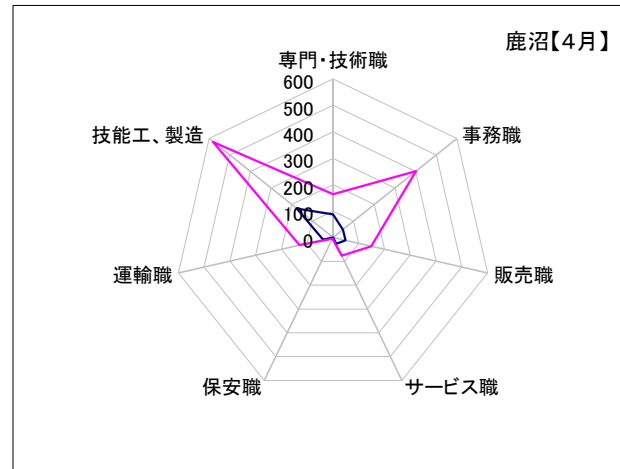 鹿沼【4月】
専門・技術職
600
500
400
300
200
100
0
事務職
販売職
サービス職
保安職
運輸職
技能工、製造